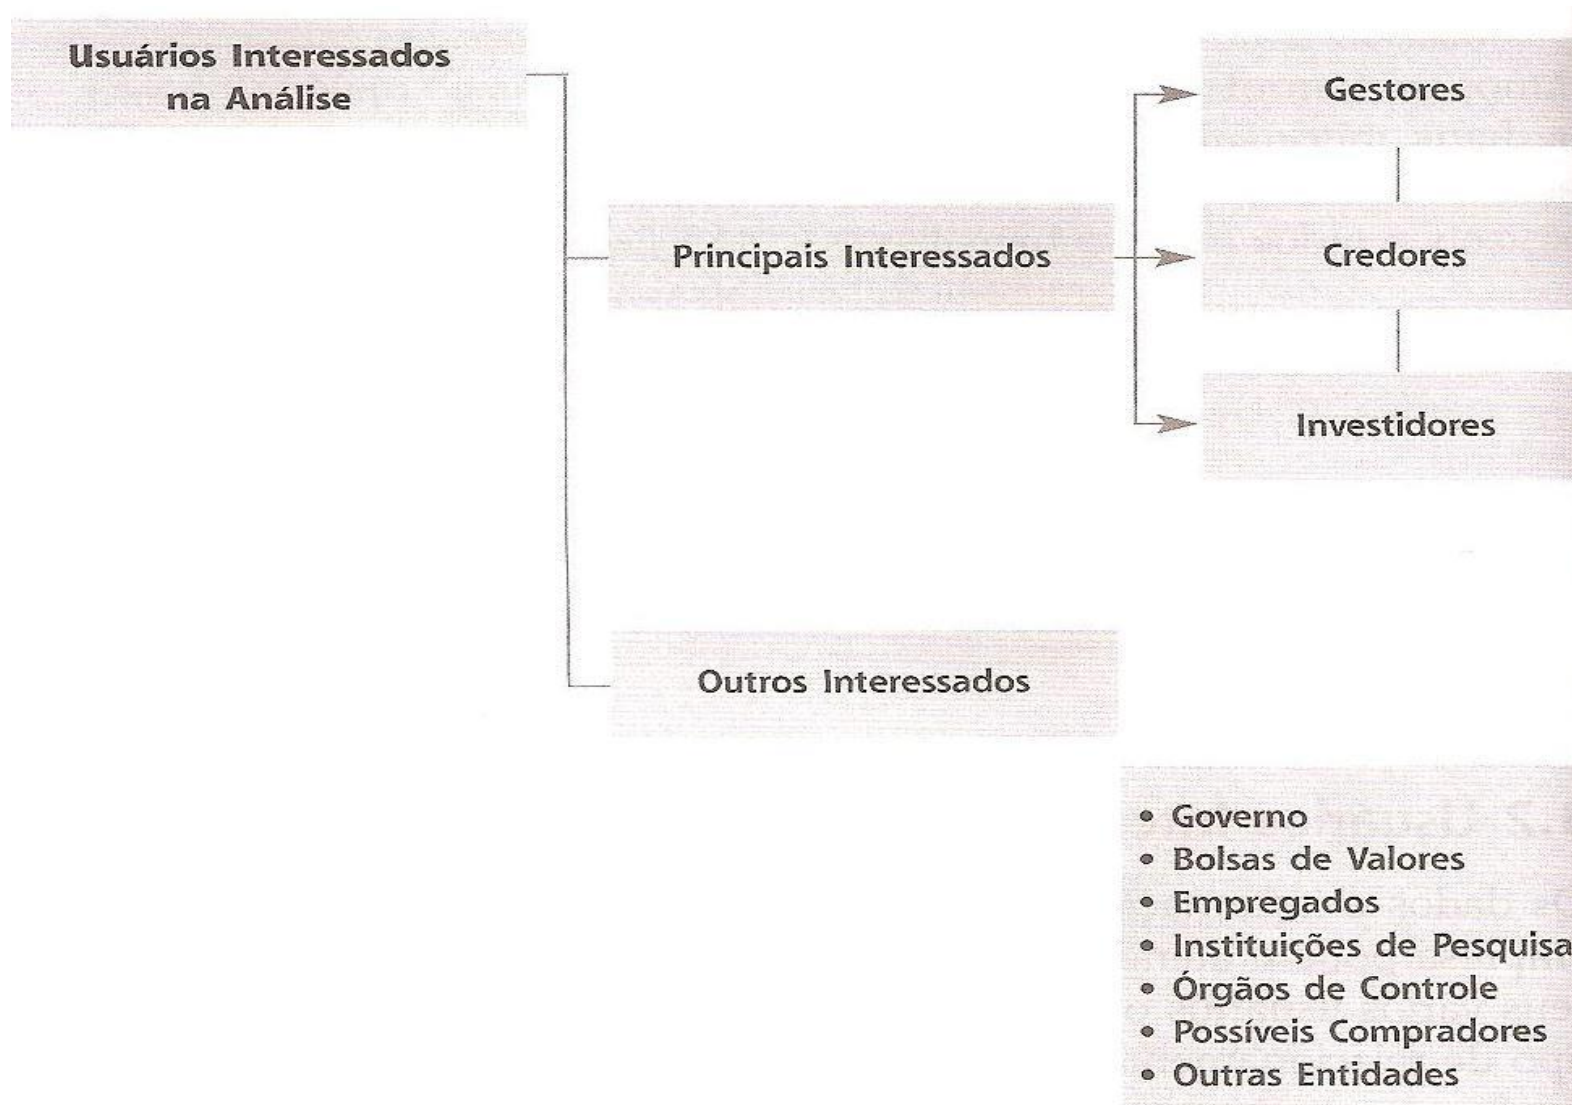 Usuários Interessados
na Análise
Gestores
Principais Interessados
Credores
Investidores
Outros Interessados
• Governo
• Bolsas de Valores
• Empregados
• Instituições de Pesquisa
• Órgãos de Controle
• Possíveis Compradores
• Outras Entidades